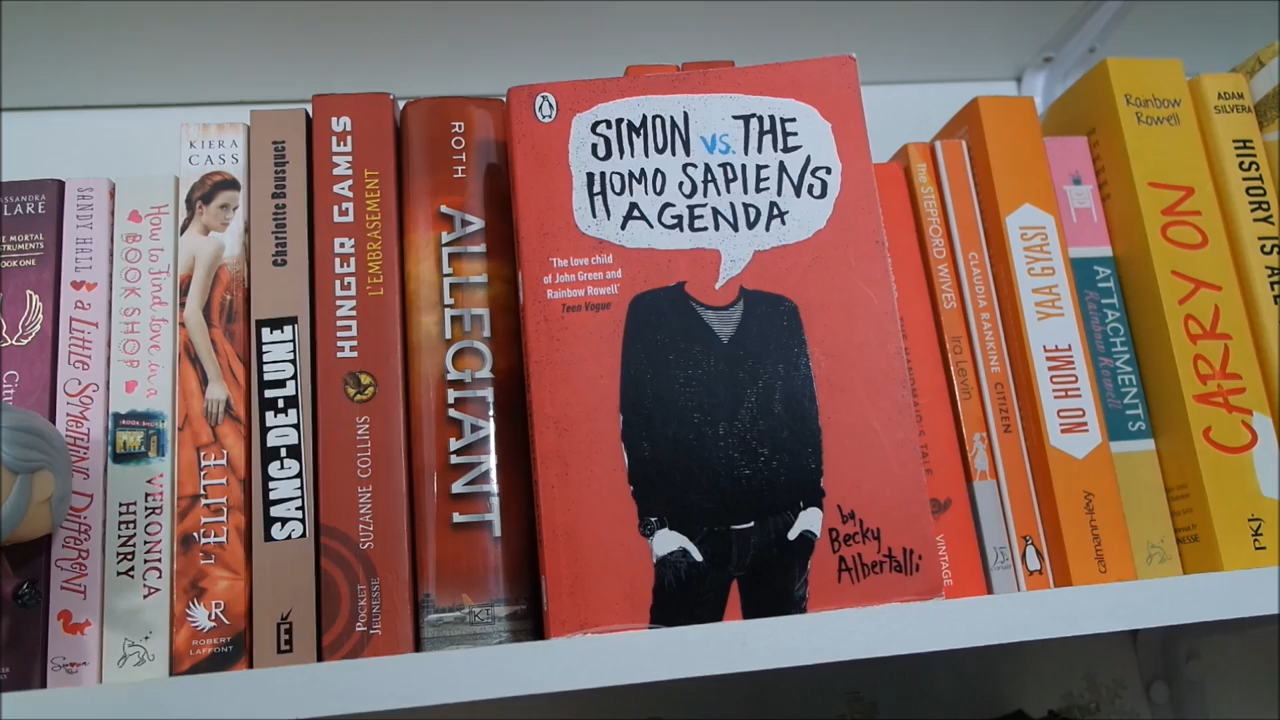 CASSANDRA
CLARE
THE MORTAL
INSTRUMENTS
BOOK ONE
SANDY HALL
a Little Something Different
How to Find Love in a
BOOK SHOP
BOOK SHOP
VERONICA
HENRY
KIERA
CASS
L'ÉLITE
R
ROBERT
LAFFONT
Charlotte Bousquet
SANG-DE-LUNE
HUNGER GAMES
L'EMBRASEMENT
SUZANNE COLLINS
POCKET
JEUNESSE
ROTH
ALLEGIANT
SIMON VS. THE
HOMO SAPIENS
AGENDA
'The love child
of John Green and
Rainbow Rowell'
Teen Vogue
by
Becky
Albertalli
THE HANDMAID'S TALE
VINTAGE
The STEPFORD WIVES
Ira Levin
CLAUDIA RANKINE CITIZEN
YAA GYASI
NO HOME
calmann-lévy
ATTACHMENTS
Rainbow Rowell
Rainbow
Rowell
CARRY ON
PKJ.
ADAM
SILVERA
HISTORY IS ALL